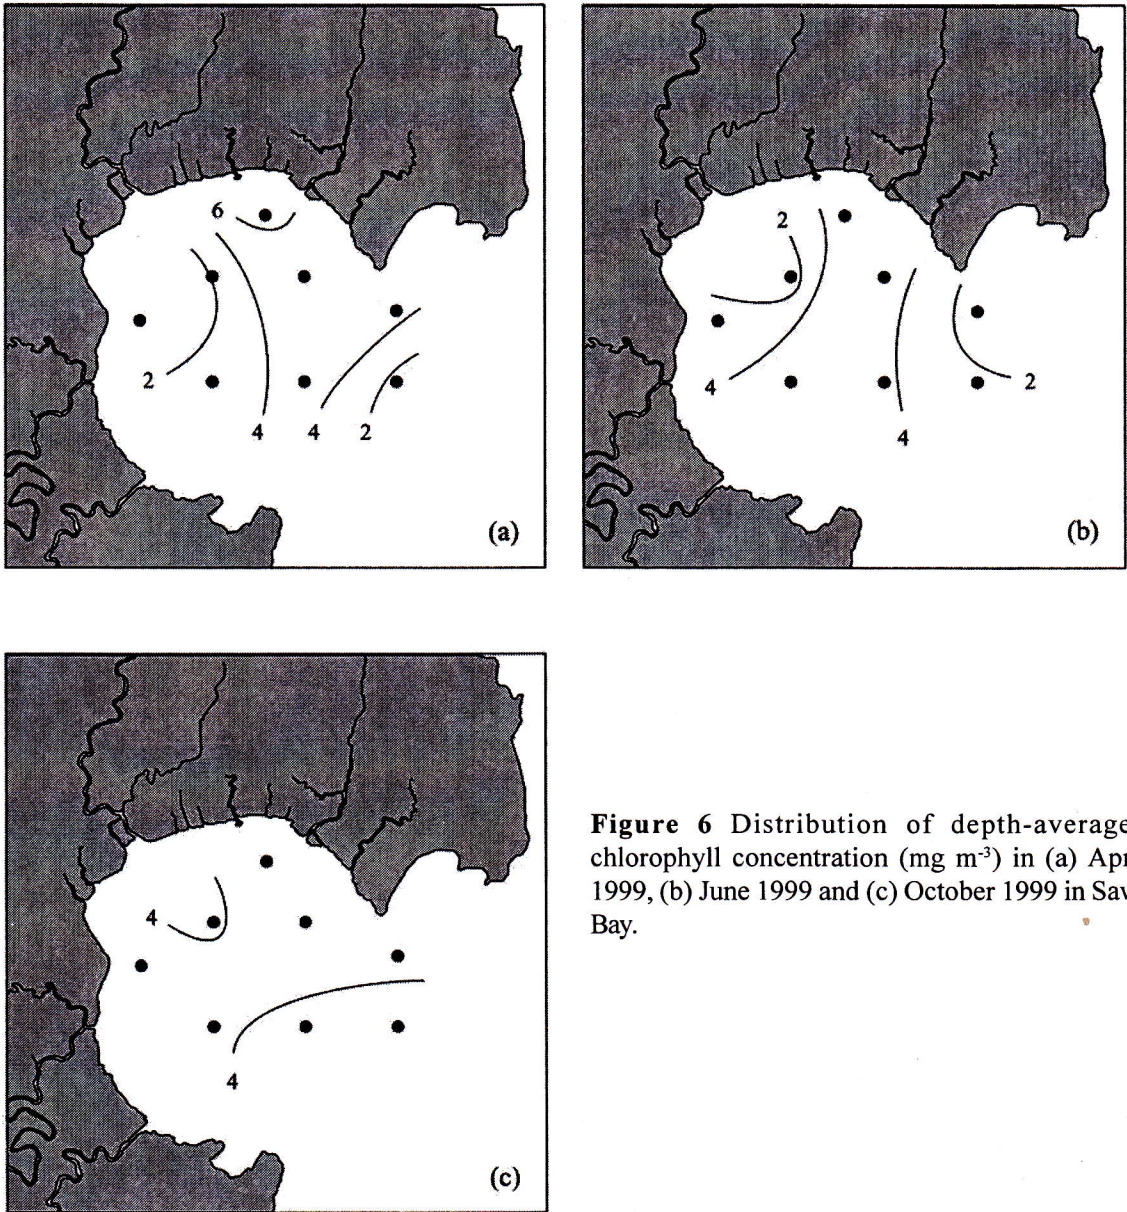 6
2
4
4
2
(a)
2
4
4
2
(b)
4
4
(c)
Figure 6 Distribution of depth-average
chlorophyll concentration (mg m-3) in (a) Apr
1999, (b) June 1999 and (c) October 1999 in Sav
Bay.